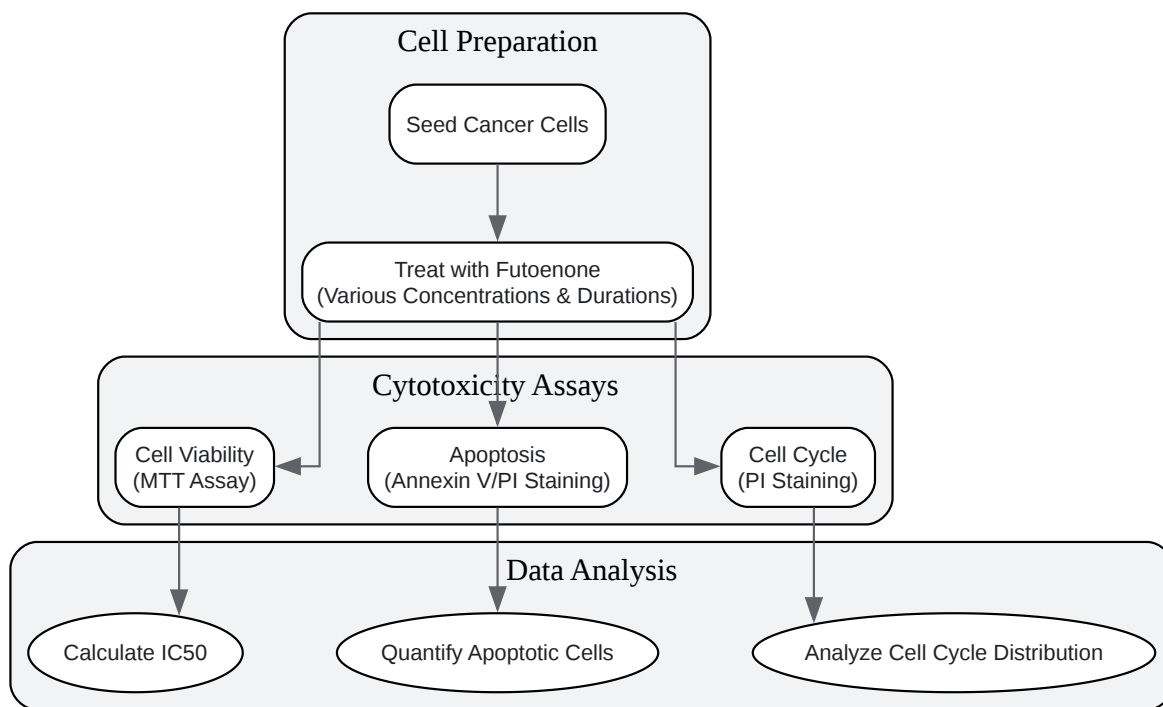 Cell Preparation
Seed Cancer Cells
Treat with Futoenone
(Various Concentrations & Durations)
Cytotoxicity Assays
Cell Viability
(MTT Assay)
Apoptosis
(Annexin V/PI Staining)
Cell Cycle
(PI Staining)
Data Analysis
Calculate IC50
Quantify Apoptotic Cells
Analyze Cell Cycle Distribution